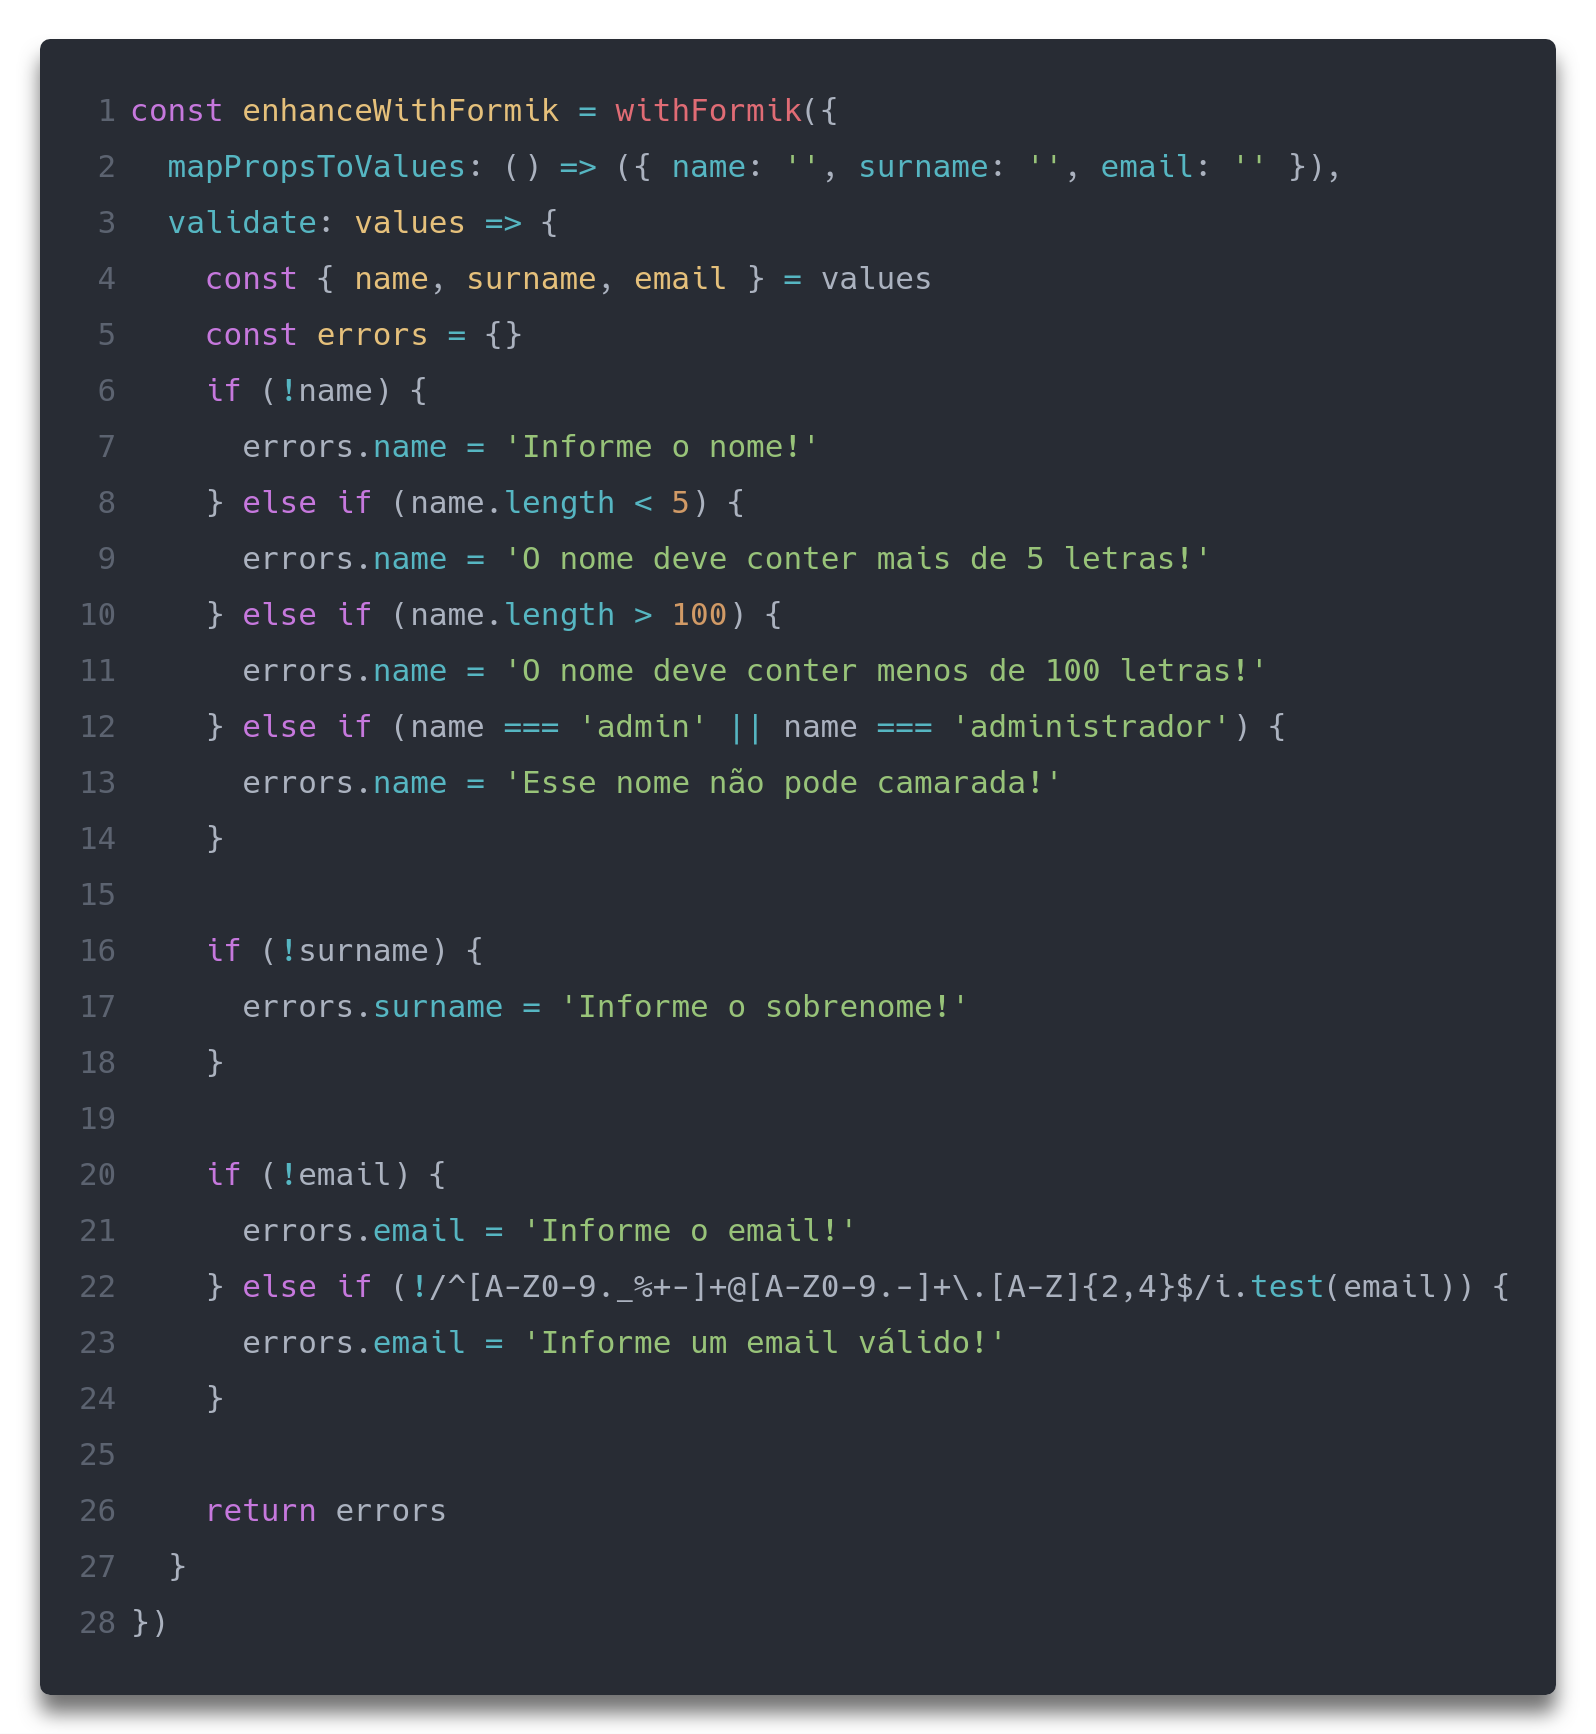 1 const enhanceWithFormik = withFormik({
2   mapPropsToValues: () => ({ name: '', surname: '', email: '' }),
3   validate: values => {
4     const { name, surname, email } = values
5     const errors = {}
6     if (!name) {
7       errors.name = 'Informe o nome!'
8     } else if (name.length < 5) {
9       errors.name = 'O nome deve conter mais de 5 letras!'
10     } else if (name.length > 100) {
11       errors.name = 'O nome deve conter menos de 100 letras!'
12     } else if (name === 'admin' || name === 'administrador') {
13       errors.name = 'Esse nome não pode camarada!'
14     }
15
16     if (!surname) {
17       errors.surname = 'Informe o sobrenome!'
18     }
19
20     if (!email) {
21       errors.email = 'Informe o email!'
22     } else if (!/^[A-Z0-9._%+-]+@[A-Z0-9.-]+\.[A-Z]{2,4}$/i.test(email)) {
23       errors.email = 'Informe um email válido!'
24     }
25
26     return errors
27   }
28 })